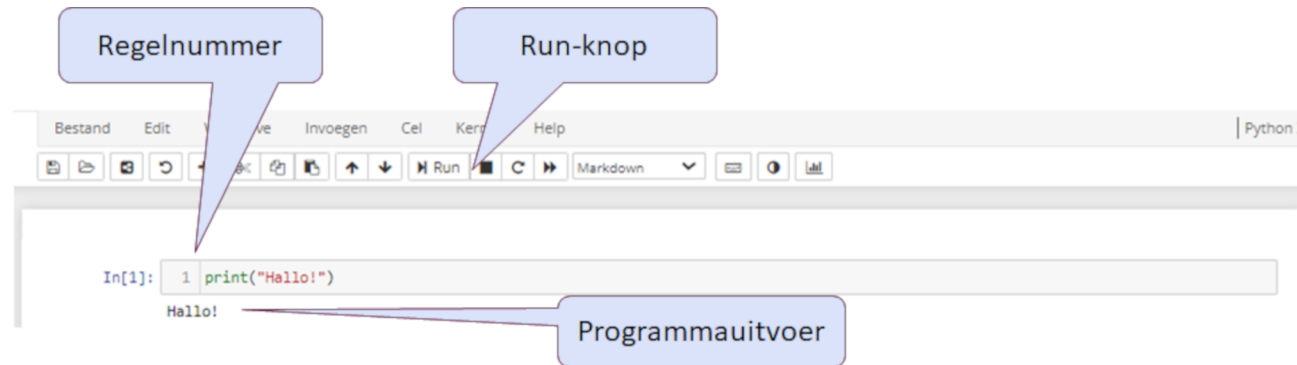 Regelnummer
Run-knop
Bestand Edit Invoegen Cel Help
Python
Run Markdown
In[1]: 1 print("Hallo!")
Hallo!
Programmauitvoer